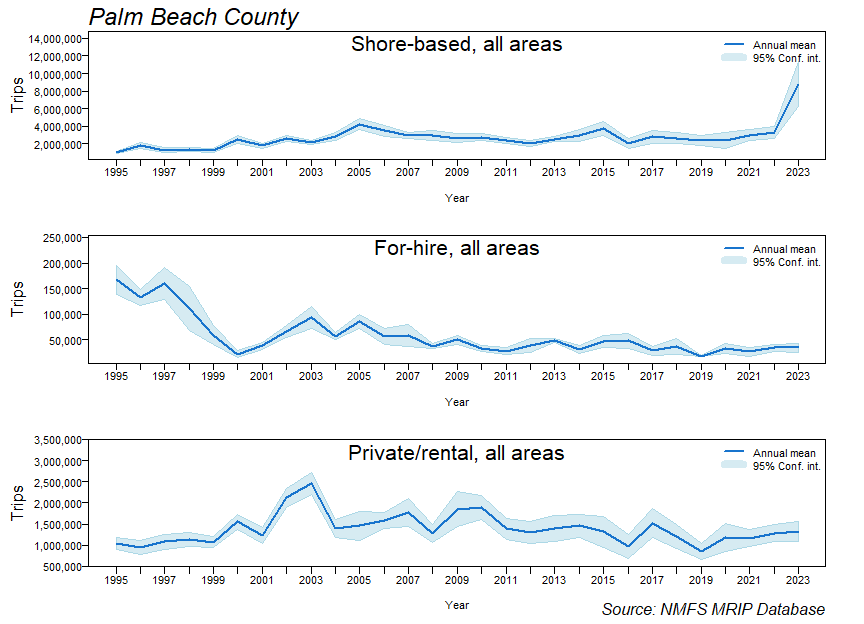 Palm Beach County
Shore-based, all areas
Annual mean
95% Conf. int.
Trips
14,000,000
12,000,000
10,000,000
8,000,000
6,000,000
4,000,000
2,000,000
1995 1997 1999 2001 2003 2005 2007 2009 2011 2013 2015 2017 2019 2021 2023
Year
For-hire, all areas
Annual mean
95% Conf. int.
Trips
250,000
200,000
150,000
100,000
50,000
1995 1997 1999 2001 2003 2005 2007 2009 2011 2013 2015 2017 2019 2021 2023
Year
Private/rental, all areas
Annual mean
95% Conf. int.
Trips
3,500,000
3,000,000
2,500,000
2,000,000
1,500,000
1,000,000
500,000
1995 1997 1999 2001 2003 2005 2007 2009 2011 2013 2015 2017 2019 2021 2023
Year
Source: NMFS MRIP Database